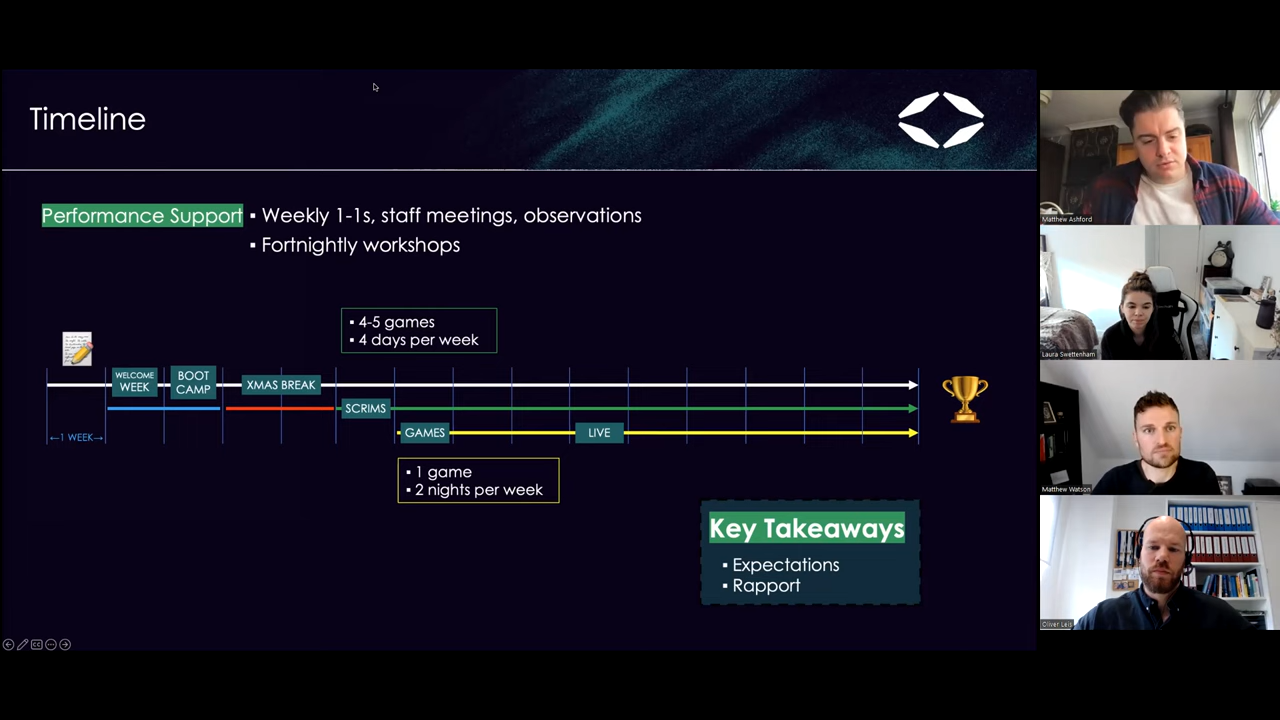 Timeline
Performance Support
▪ Weekly 1-1s, staff meetings, observations
▪ Fortnightly workshops
▪ 4-5 games
▪ 4 days per week
WELCOME
WEEK
BOOT
CAMP
XMAS BREAK
SCRIMS
←1 WEEK→
GAMES
LIVE
▪ 1 game
▪ 2 nights per week
Key Takeaways
▪ Expectations
▪ Rapport
Matthew Ashford
Laura Swettenham
Matthew Watson
Oliver Leis